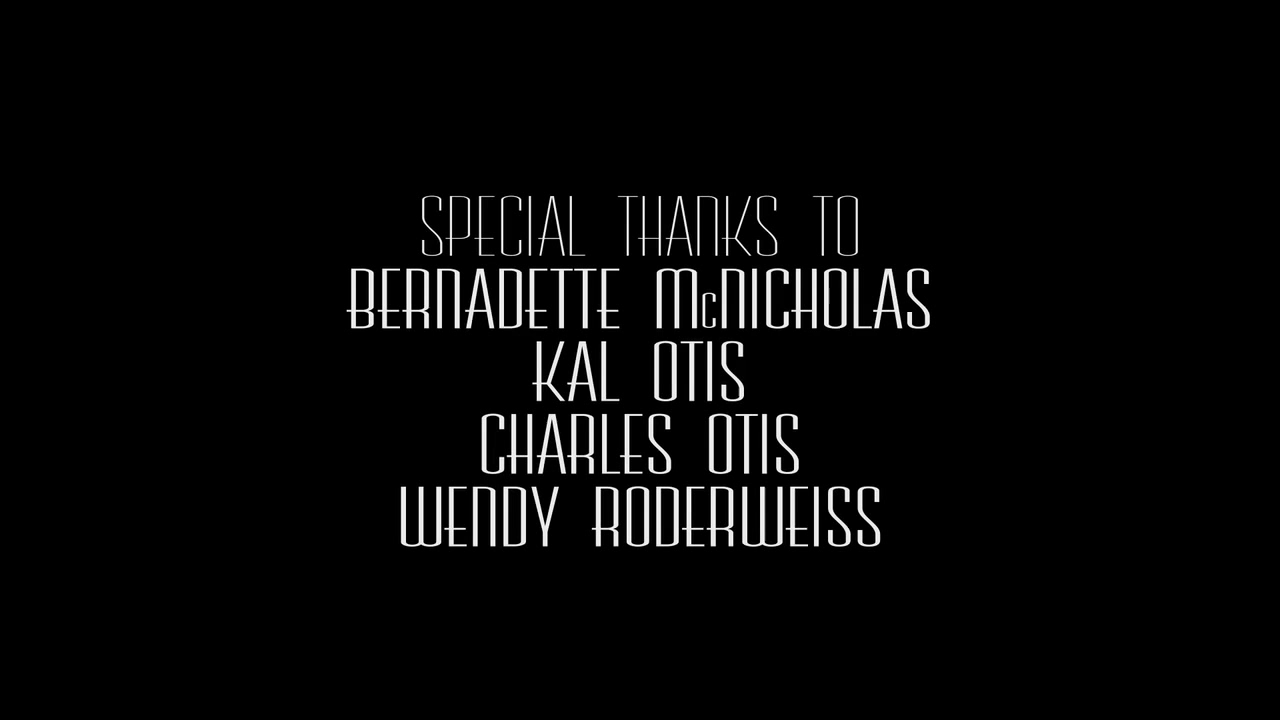 SPECIAL THANKS TO
BERNADETTE McNICHOLAS
KAL OTIS
CHARLES OTIS
WENDY RODERWEISS